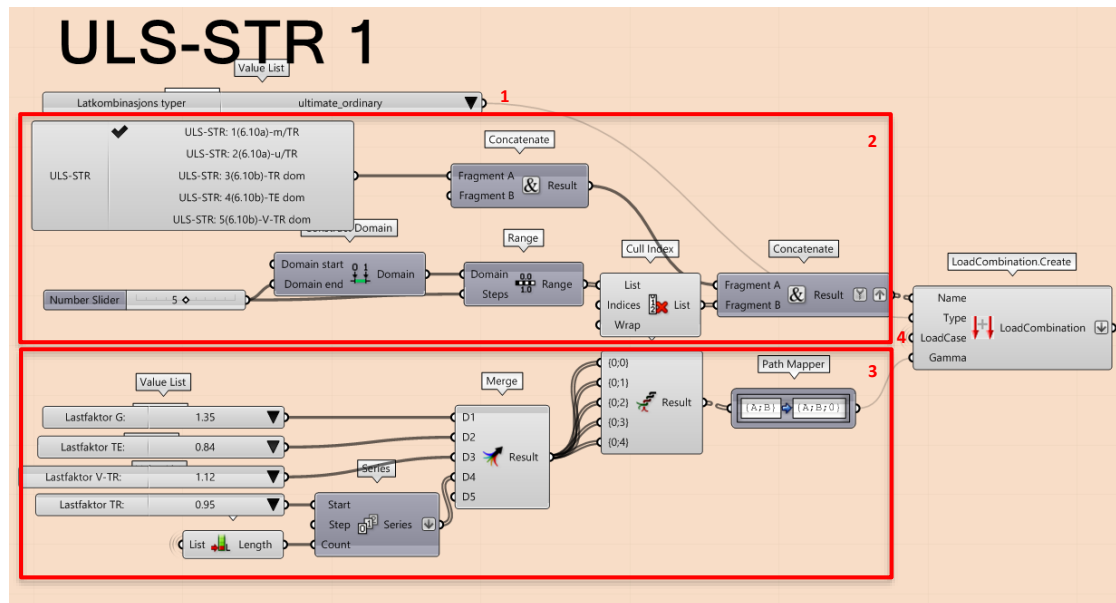 ULS-STR 1
Value List
Latkombinasjons typer ultimate_ordinary
1
2
ULS-STR
ULS-STR: 1(6.10a)-m/TR
ULS-STR: 2(6.10a)-u/TR
ULS-STR: 3(6.10b)-TR dom
ULS-STR: 4(6.10b)-TE dom
ULS-STR: 5(6.10b)-V-TR dom
Concatenate
Fragment A
Fragment B
Result
Domain
Domain start
Domain end
Domain
Number Slider 5
Range
Domain
Steps
Range
Cull Index
List
Indices
Wrap
List
Concatenate
Fragment A
Fragment B
Result
LoadCombination.Create
Name
Type
LoadCase
Gamma
LoadCombination
4
3
Value List
Lastfaktor G: 1.35
Lastfaktor TE: 0.84
Lastfaktor V-TR: 1.12
Lastfaktor TR: 0.95
Series
Start
Step
Count
Series
List Length
Merge
D1
D2
D3
D4
D5
Result
{0;0}
{0;1}
{0;2}
{0;3}
{0;4}
Result
Path Mapper
{A;B} {A;B;0}